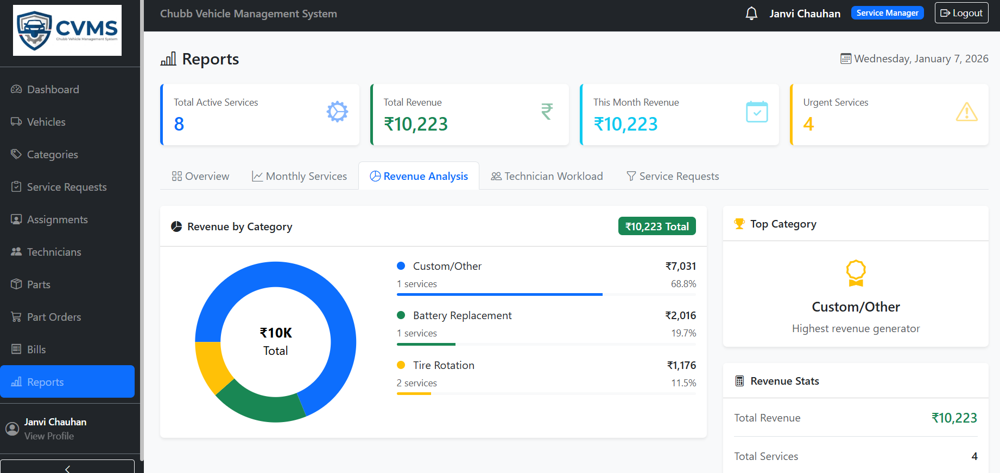 CVMS
Chubb Vehicle Management System
Chubb Vehicle Management System
Janvi Chauhan
Service Manager
Logout
Dashboard
Vehicles
Categories
Service Requests
Assignments
Technicians
Parts
Part Orders
Bills
Reports
Janvi Chauhan
View Profile
Reports
Wednesday, January 7, 2026
Total Active Services
8
Total Revenue
₹10,223
This Month Revenue
₹10,223
Urgent Services
4
Overview
Monthly Services
Revenue Analysis
Technician Workload
Service Requests
Revenue by Category
₹10,223 Total
₹10K
Total
Custom/Other ₹7,031
1 services 68.8%
Battery Replacement ₹2,016
1 services 19.7%
Tire Rotation ₹1,176
2 services 11.5%
Top Category
Custom/Other
Highest revenue generator
Revenue Stats
Total Revenue ₹10,223
Total Services 4